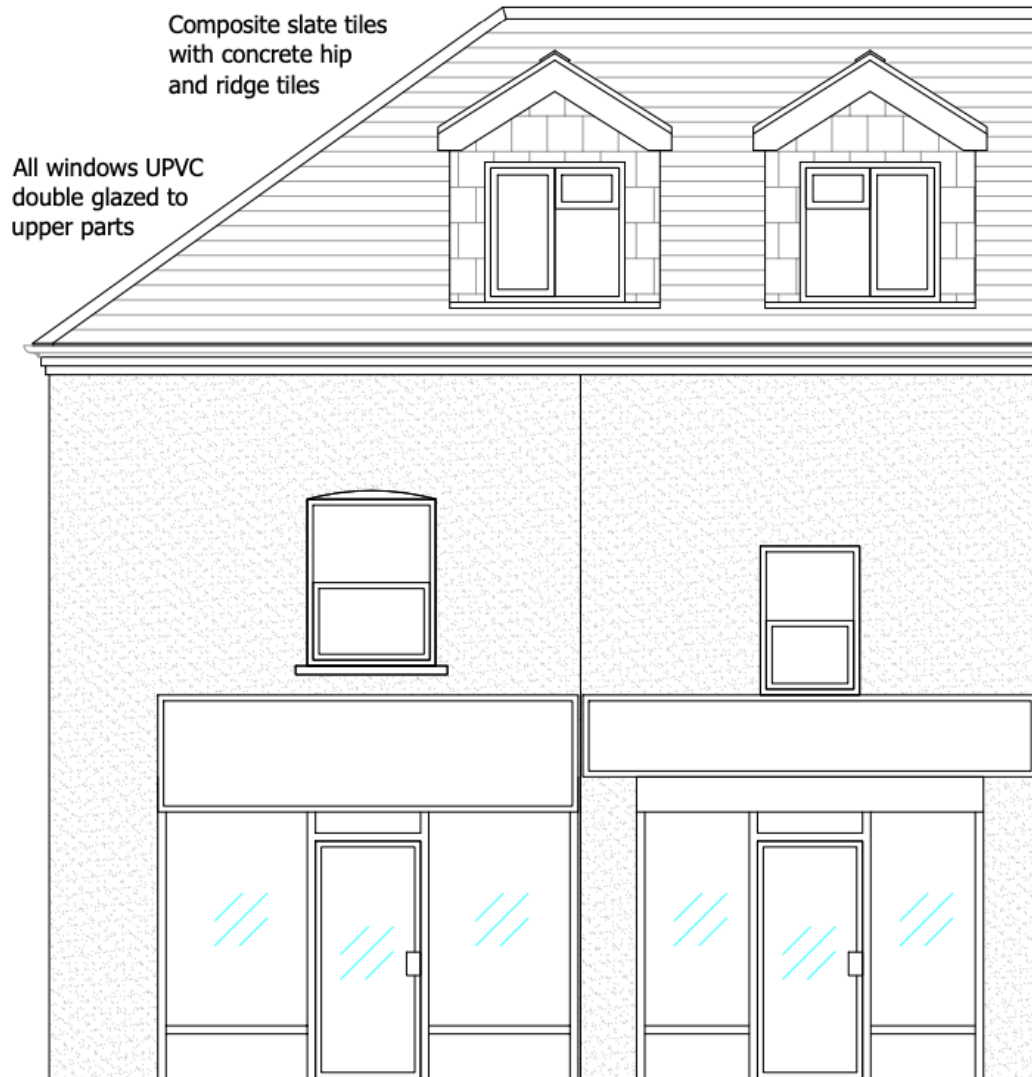 Composite slate tiles
with concrete hip
and ridge tiles
All windows UPVC
double glazed to
upper parts